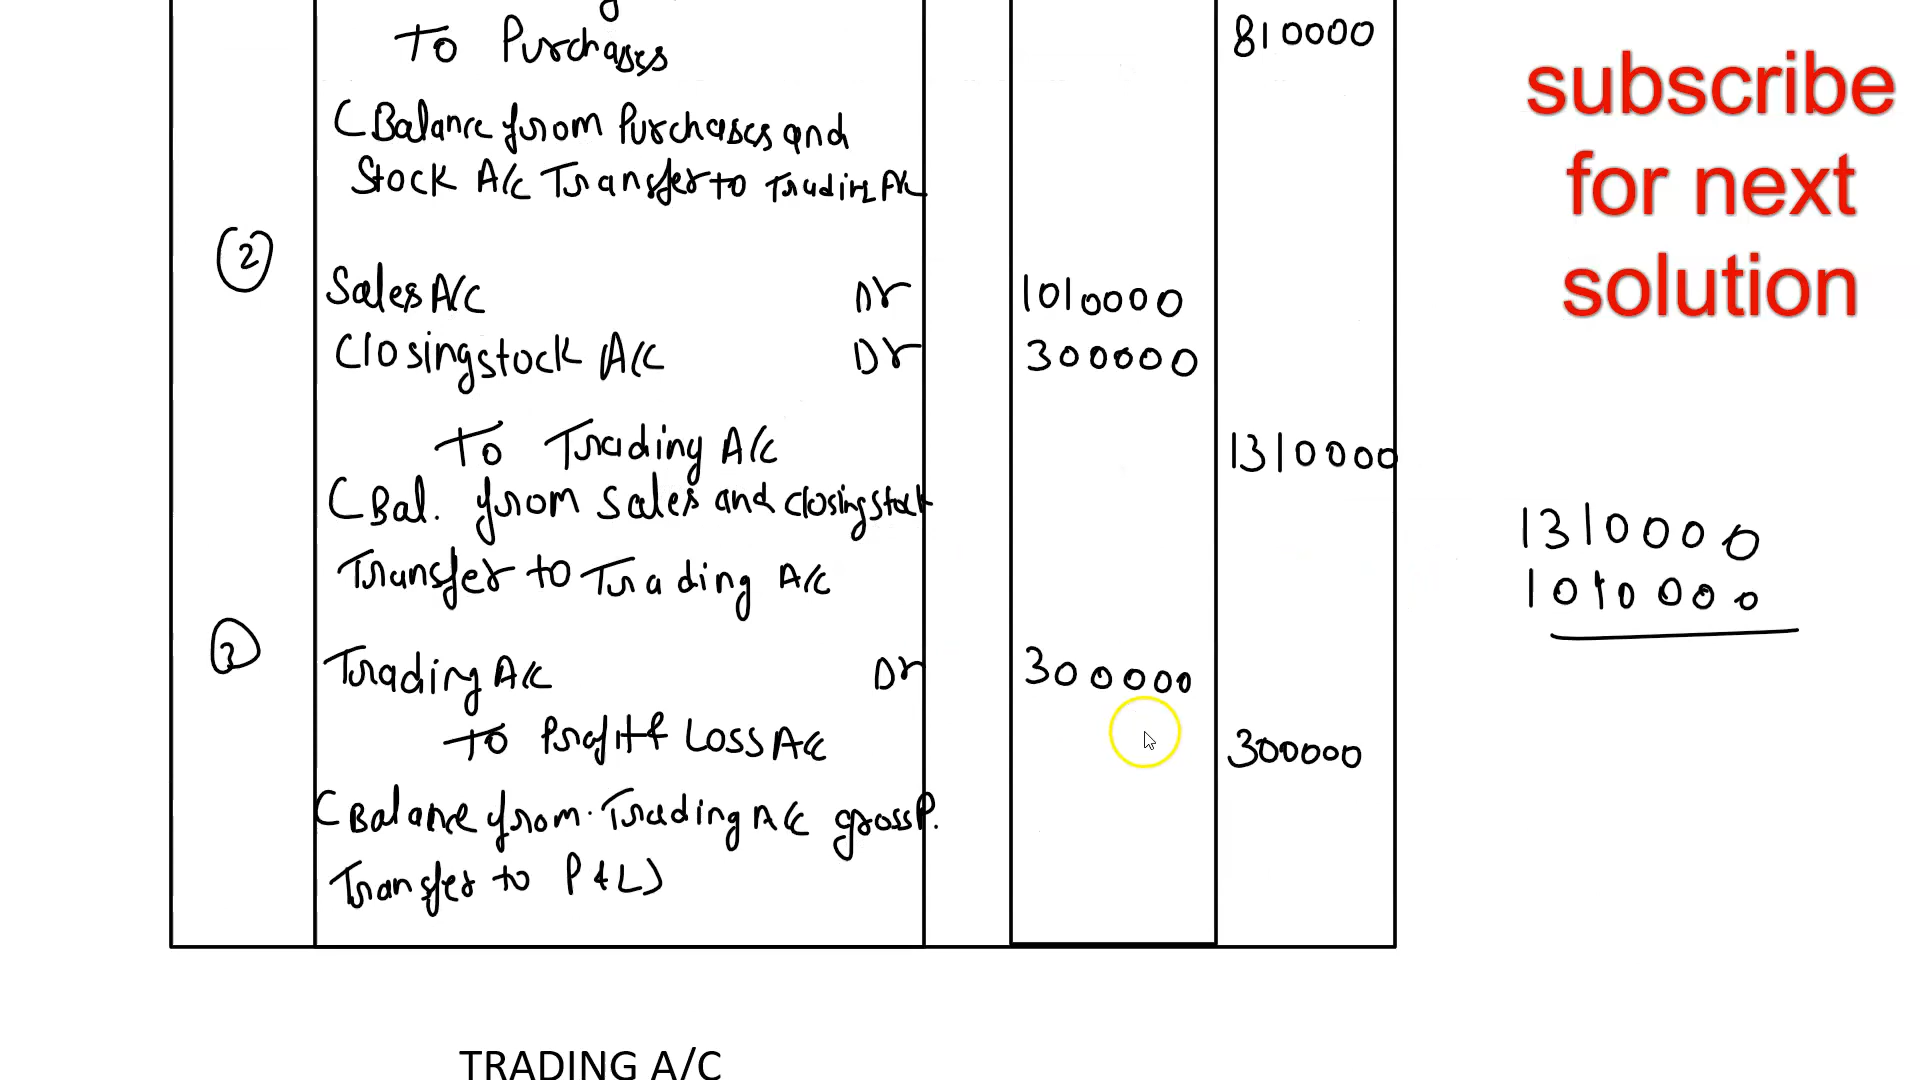 To Purchases 810000
(Balance from Purchases and
Stock A/c Transfer to Trading A/c
2
Sales A/C Dr 1010000
Closing stock A/C Dr 300000
To Trading A/C 1310000
(Bal. from Sales and closing stock
Transfer to Trading A/C
3
Trading A/C Dr 300000
To Profit & Loss A/C 300000
(Balance from Trading A/C gross P.
Transfer to P & L)
TRADING A/C
subscribe
for next
solution
1310000
1010000